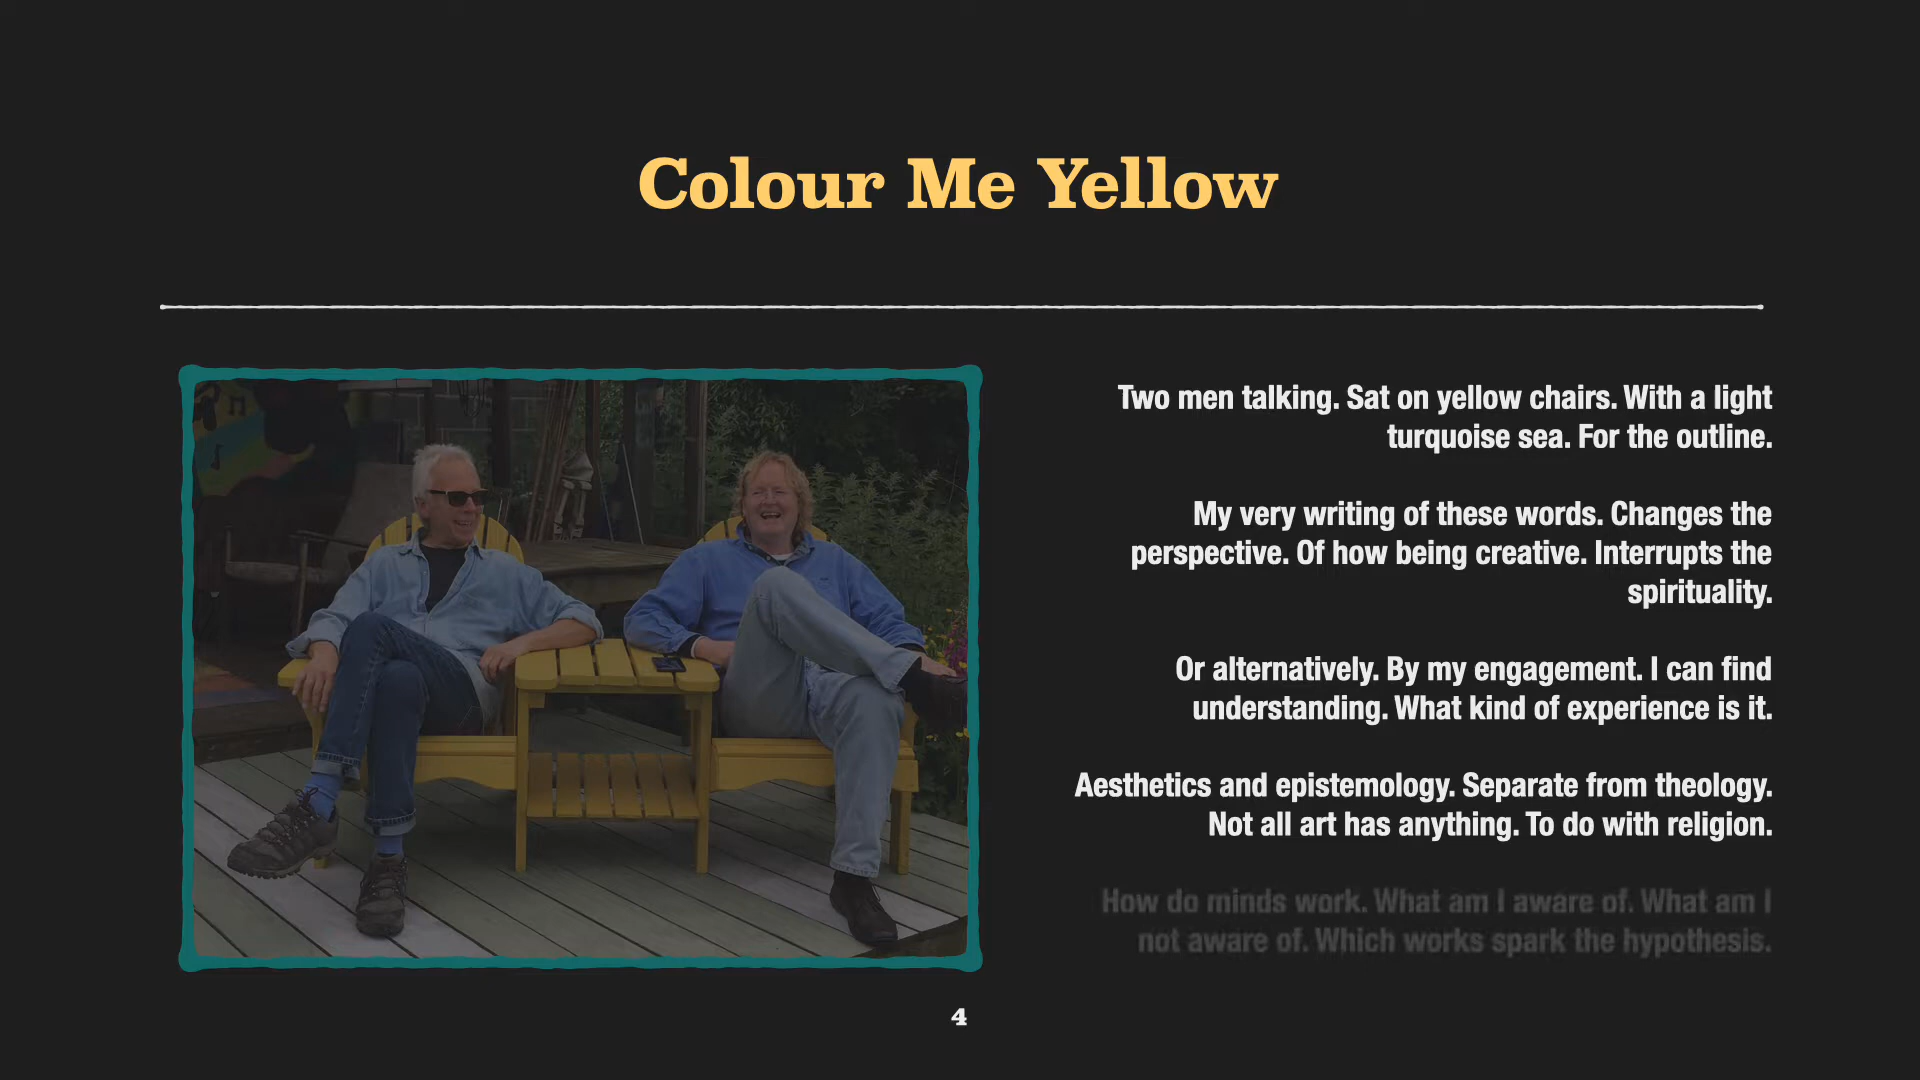 Colour Me Yellow
Two men talking. Sat on yellow chairs. With a light
turquoise sea. For the outline.
My very writing of these words. Changes the
perspective. Of how being creative. Interrupts the
spirituality.
Or alternatively. By my engagement. I can find
understanding. What kind of experience is it.
Aesthetics and epistemology. Separate from theology.
Not all art has anything. To do with religion.
How do minds work. What am I aware of. What am I
not aware of. Which works spark the hypothesis.
4